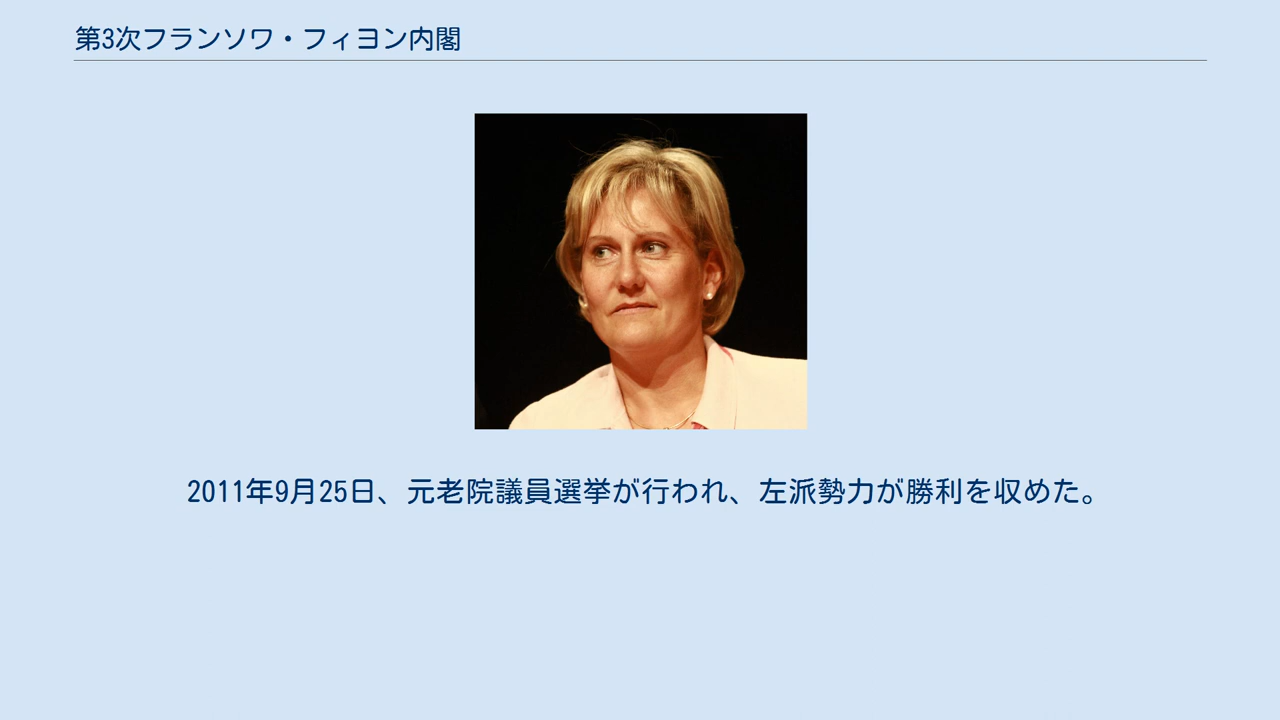 第3次フランソワ・フィヨン内閣
2011年9月25日、元老院議員選挙が行われ、左派勢力が勝利を収めた。